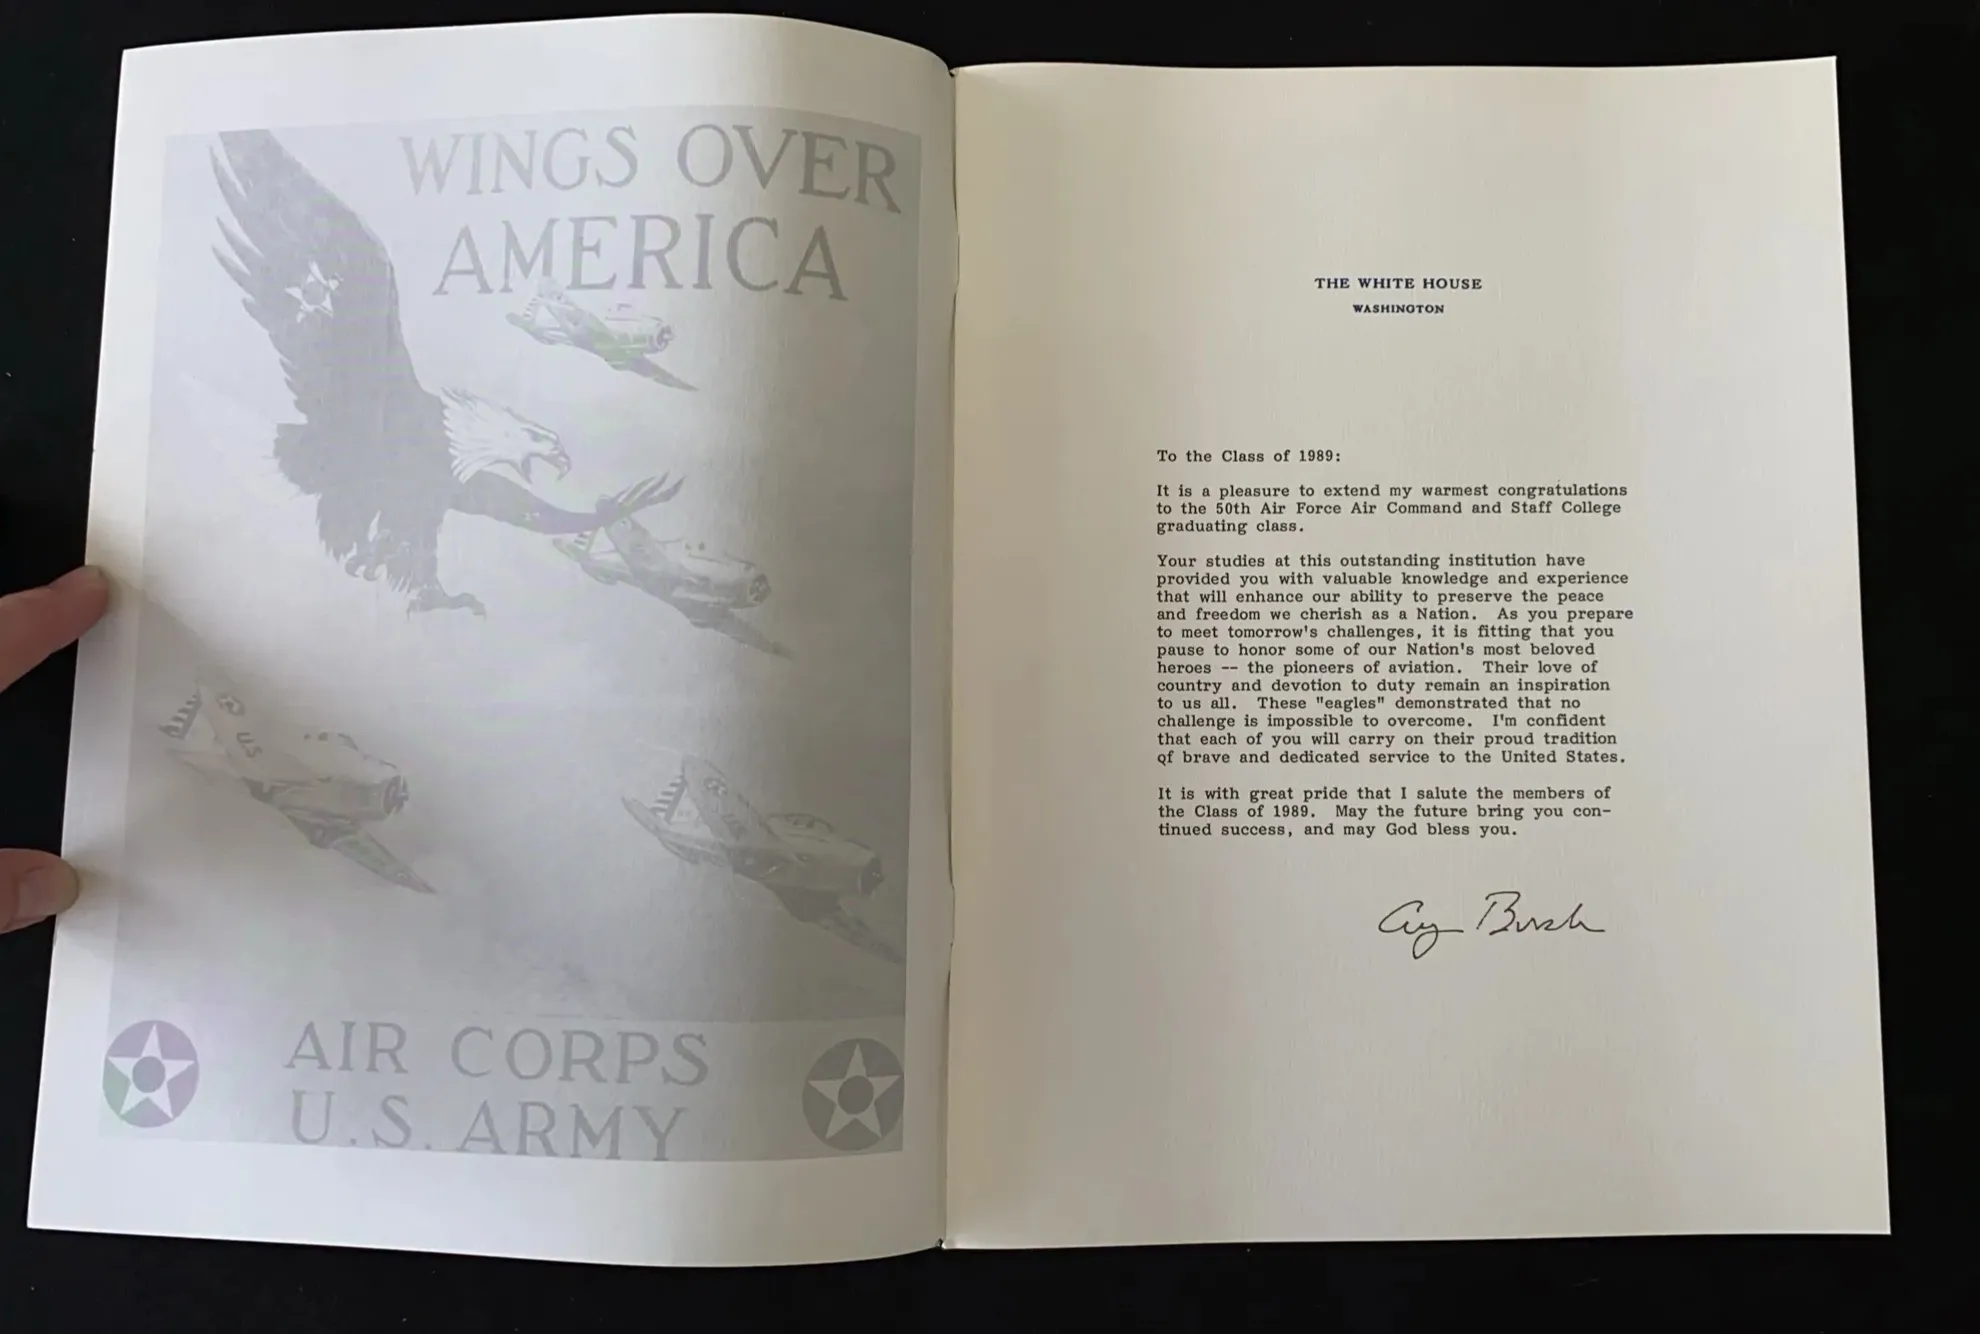 WINGS OVER
AMERICA
U.S.
U.S.
AIR CORPS
U.S. ARMY
THE WHITE HOUSE
WASHINGTON
To the Class of 1989:
It is a pleasure to extend my warmest congratulations
to the 50th Air Force Air Command and Staff College
graduating class.
Your studies at this outstanding institution have
provided you with valuable knowledge and experience
that will enhance our ability to preserve the peace
and freedom we cherish as a Nation. As you prepare
to meet tomorrow's challenges, it is fitting that you
pause to honor some of our Nation's most beloved
heroes -- the pioneers of aviation. Their love of
country and devotion to duty remain an inspiration
to us all. These "eagles" demonstrated that no
challenge is impossible to overcome. I'm confident
that each of you will carry on their proud tradition
of brave and dedicated service to the United States.
It is with great pride that I salute the members of
the Class of 1989. May the future bring you con-
tinued success, and may God bless you.
Bush